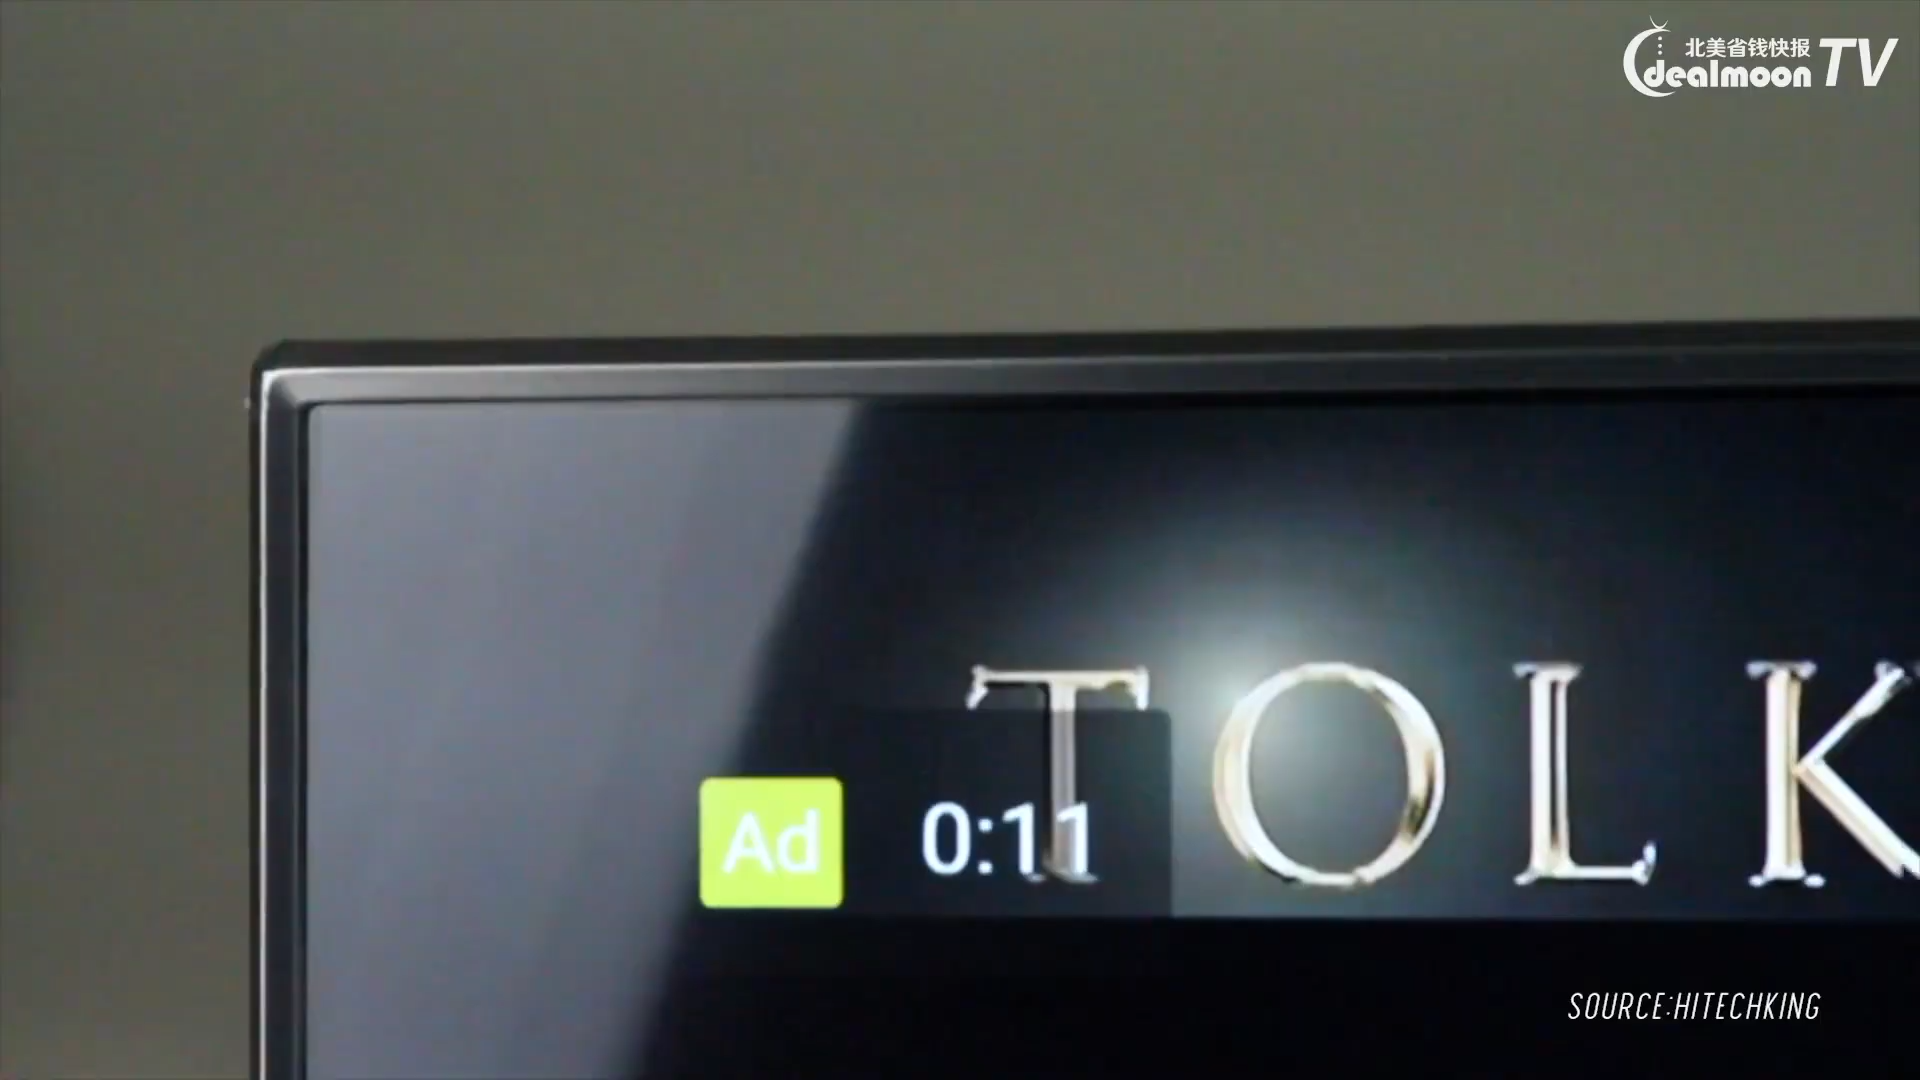 北美省钱快报
dealmoon TV
TOLK
Ad 0:11
SOURCE:HITECHKING